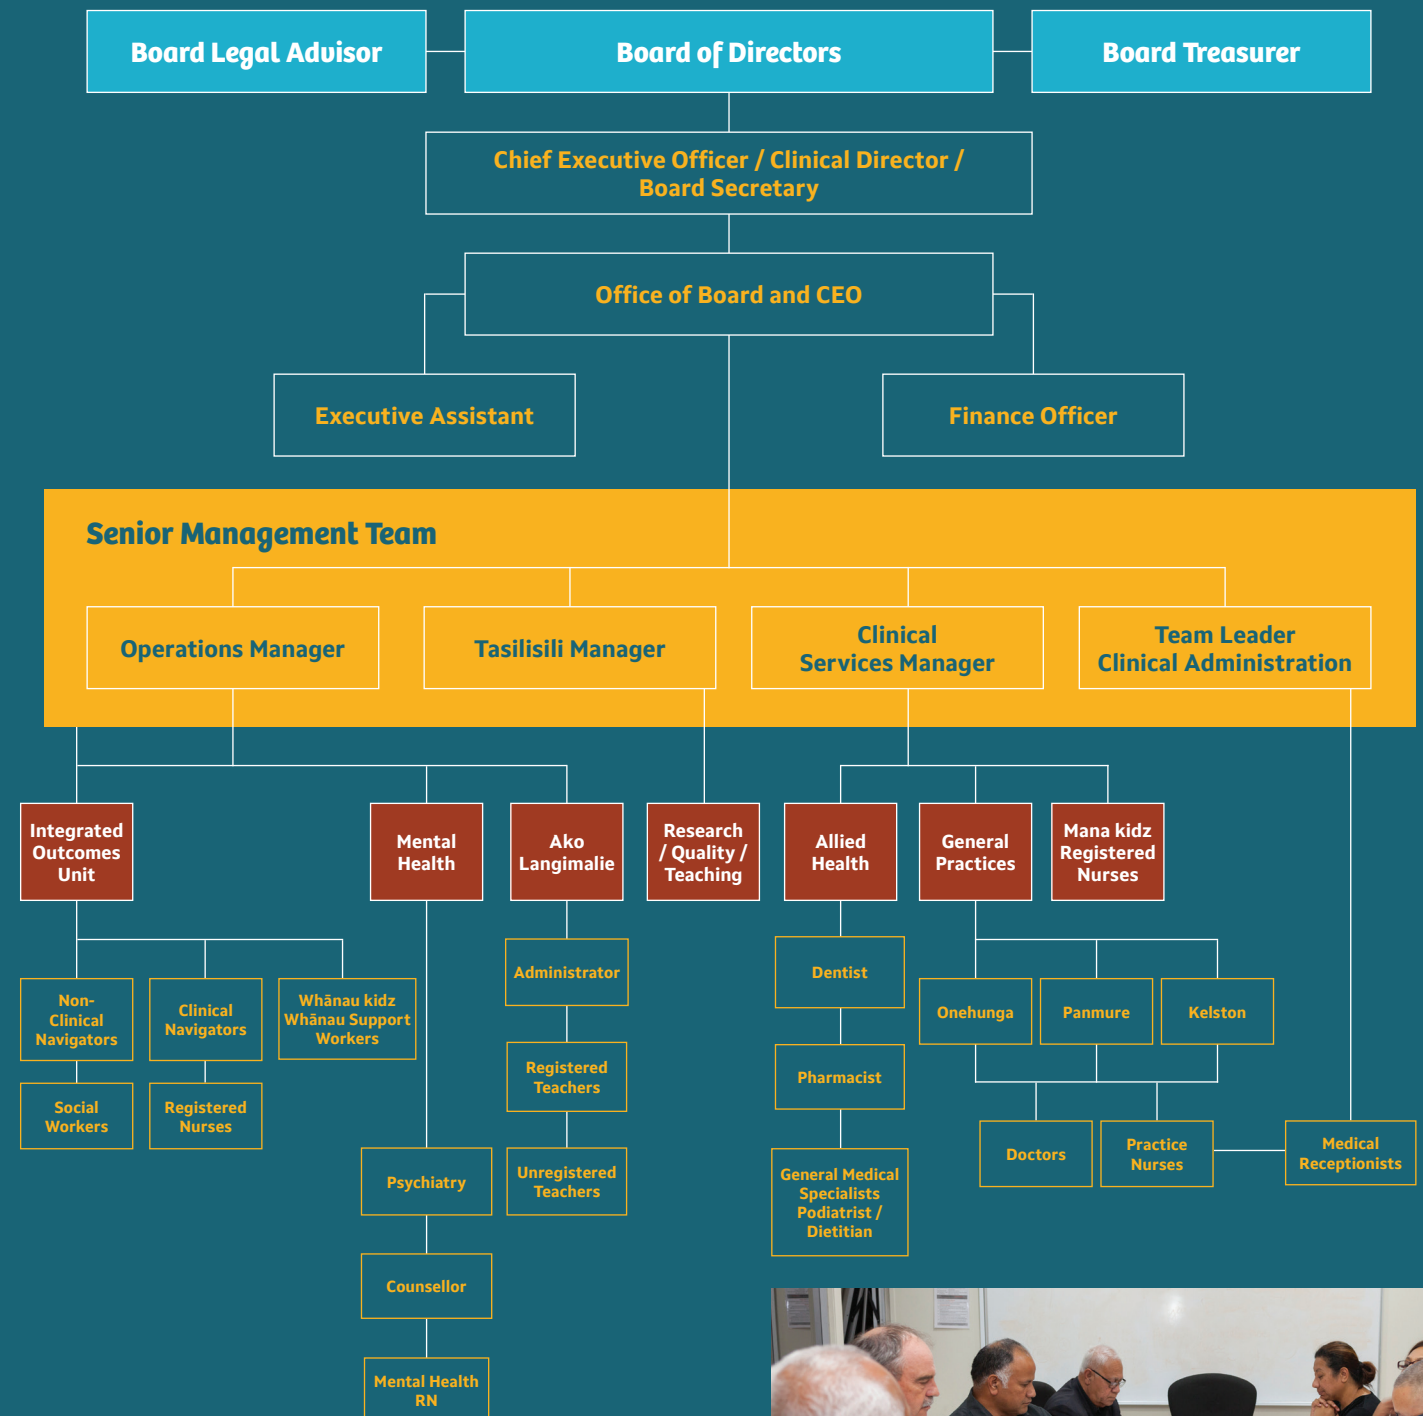 Board Legal Advisor
Board of Directors
Board Treasurer
Chief Executive Officer / Clinical Director /
Board Secretary
Office of Board and CEO
Executive Assistant
Finance Officer
Senior Management Team
Operations Manager
Tasilisili Manager
Clinical
Services Manager
Team Leader
Clinical Administration
Integrated
Outcomes
Unit
Mental
Health
Ako
Langimalie
Research
/ Quality /
Teaching
Allied
Health
General
Practices
Mana kidz
Registered
Nurses
Non-
Clinical
Navigators
Clinical
Navigators
Whānau kidz
Whānau Support
Workers
Social
Workers
Registered
Nurses
Administrator
Registered
Teachers
Unregistered
Teachers
Psychiatry
Counsellor
Mental Health
RN
Dentist
Pharmacist
General Medical
Specialists
Podiatrist /
Dietitian
Onehunga
Panmure
Kelston
Doctors
Practice
Nurses
Medical
Receptionists